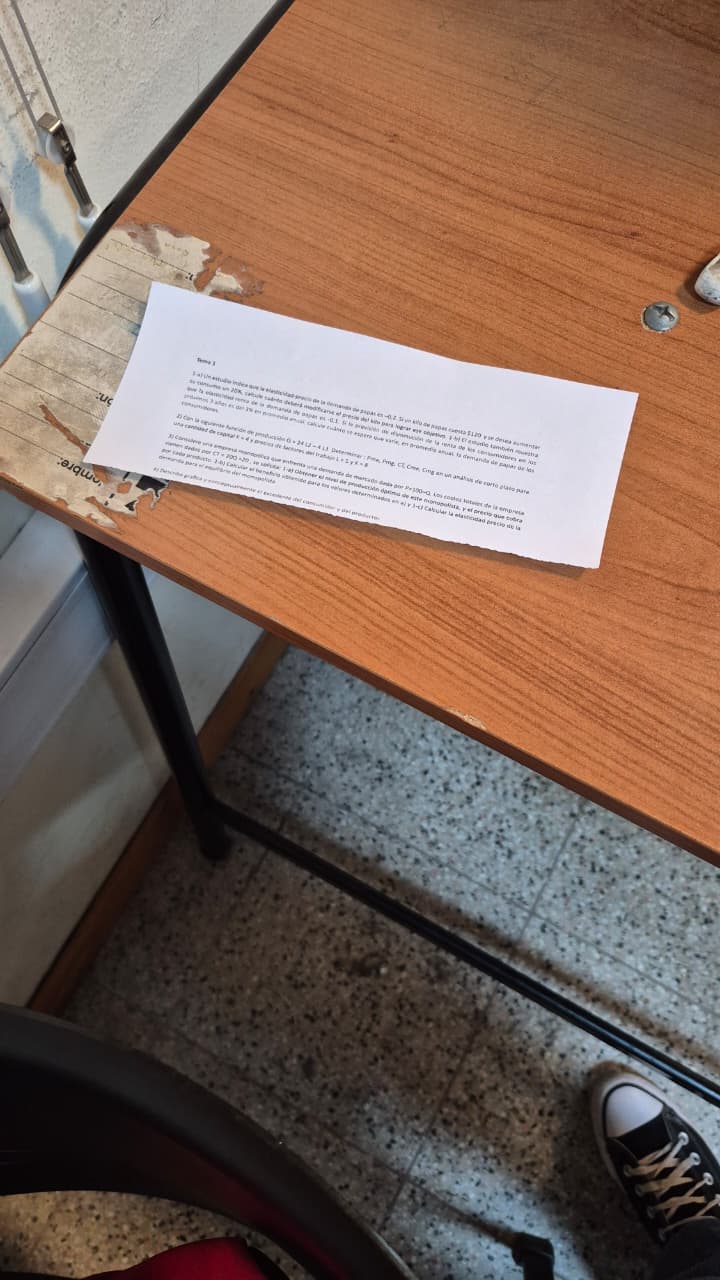 Tema 1
1-a) Un estudio indica que la elasticidad-precio de la demanda de papas es –0,2. Si un kilo de papas cuesta $120 y se desea aumentar
su consumo un 20%, calcule cuánto deberá modificarse el precio del kilo para lograr ese objetivo. 1-b) El estudio también muestra
que la elasticidad renta de la demanda de papas es -0,1. Si la previsión de disminución de la renta de los consumidores en los
próximos 3 años es del 2% en promedio anual, calcule cuánto se espera que varíe, en promedio anual, la demanda de papas de los
consumidores.
2) Con la siguiente función de producción Q = 24 L2 – 4 L3 Determinar: Pme, Pmg, CT, Cme, Cmg en un análisis de corto plazo para
una cantidad de capital K = 4 y precios de factores del trabajo L = 5 y K = 8
3) Considere una empresa monopólica que enfrenta una demanda de mercado dada por P=100–Q. Los costos totales de la empresa
vienen dados por CT = 20Q +20 , se solicita: 1-a) Obtener el nivel de producción óptimo de este monopolista, y el precio que cobra
por cada producto. 1-b) Calcular el beneficio obtenido para los valores determinados en a) y 1-c) Calcular la elasticidad precio de la
demanda para el equilibrio del monopolista
Describa gráfica y conceptualmente el excedente del consumidor y del productor